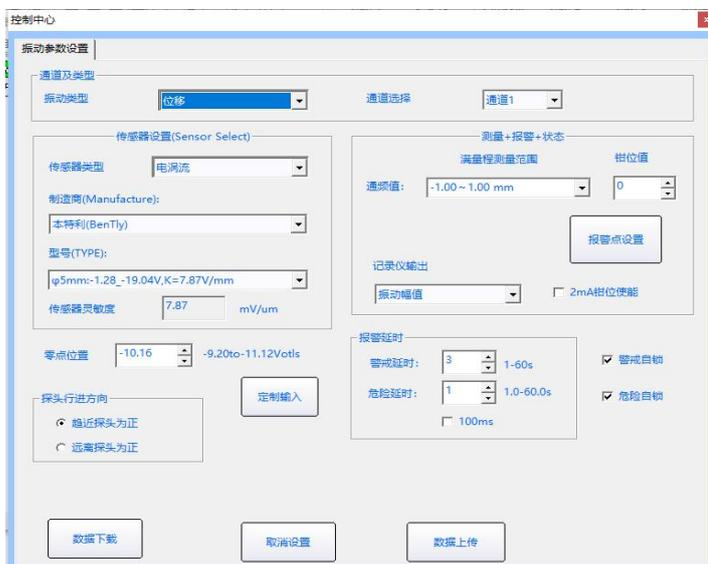 控制中心
振动参数设置
通道及类型
振动类型 位移 通道选择 通道1
传感器设置(Sensor Select)
传感器类型 电涡流
制造商(Manufacture):
本特利(BenTly)
型号(TYPE):
φ5mm:-1.28_-19.04V,K=7.87V/mm
传感器灵敏度 7.87 mV/um
测量+报警+状态
满量程测量范围 钳位值
通频值: -1.00~1.00 mm 0
报警点设置
记录仪输出
振动幅值 2mA钳位使能
零点位置 -10.16 -9.20to-11.12Votls
定制输入
探头行进方向
趋近探头为正
远离探头为正
报警延时
警戒延时: 3 1-60s
危险延时: 1 1.0-60.0s
100ms
警戒自锁
危险自锁
数据下载 取消设置 数据上传